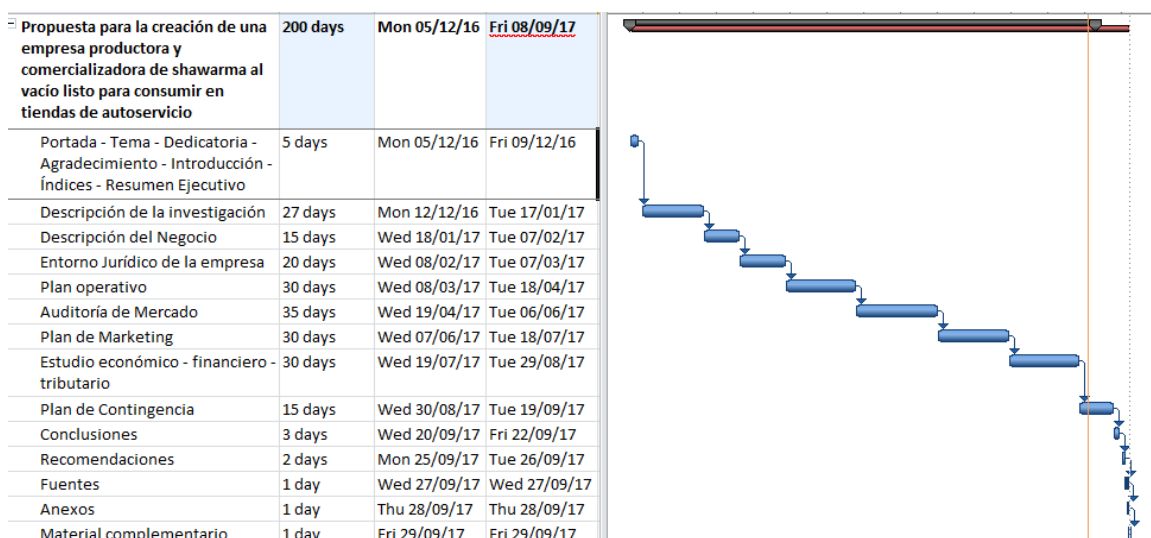 Propuesta para la creación de una 200 days Mon 05/12/16 Fri 08/09/17
empresa productora y
comercializadora de shawarma al
vacío listo para consumir en
tiendas de autoservicio
Portada - Tema - Dedicatoria - 5 days Mon 05/12/16 Fri 09/12/16
Agradecimiento - Introducción -
Índices - Resumen Ejecutivo
Descripción de la investigación 27 days Mon 12/12/16 Tue 17/01/17
Descripción del Negocio 15 days Wed 18/01/17 Tue 07/02/17
Entorno Jurídico de la empresa 20 days Wed 08/02/17 Tue 07/03/17
Plan operativo 30 days Wed 08/03/17 Tue 18/04/17
Auditoría de Mercado 35 days Wed 19/04/17 Tue 06/06/17
Plan de Marketing 30 days Wed 07/06/17 Tue 18/07/17
Estudio económico - financiero - 30 days Wed 19/07/17 Tue 29/08/17
tributario
Plan de Contingencia 15 days Wed 30/08/17 Tue 19/09/17
Conclusiones 3 days Wed 20/09/17 Fri 22/09/17
Recomendaciones 2 days Mon 25/09/17 Tue 26/09/17
Fuentes 1 day Wed 27/09/17 Wed 27/09/17
Anexos 1 day Thu 28/09/17 Thu 28/09/17
Material complementario 1 day Fri 29/09/17 Fri 29/09/17